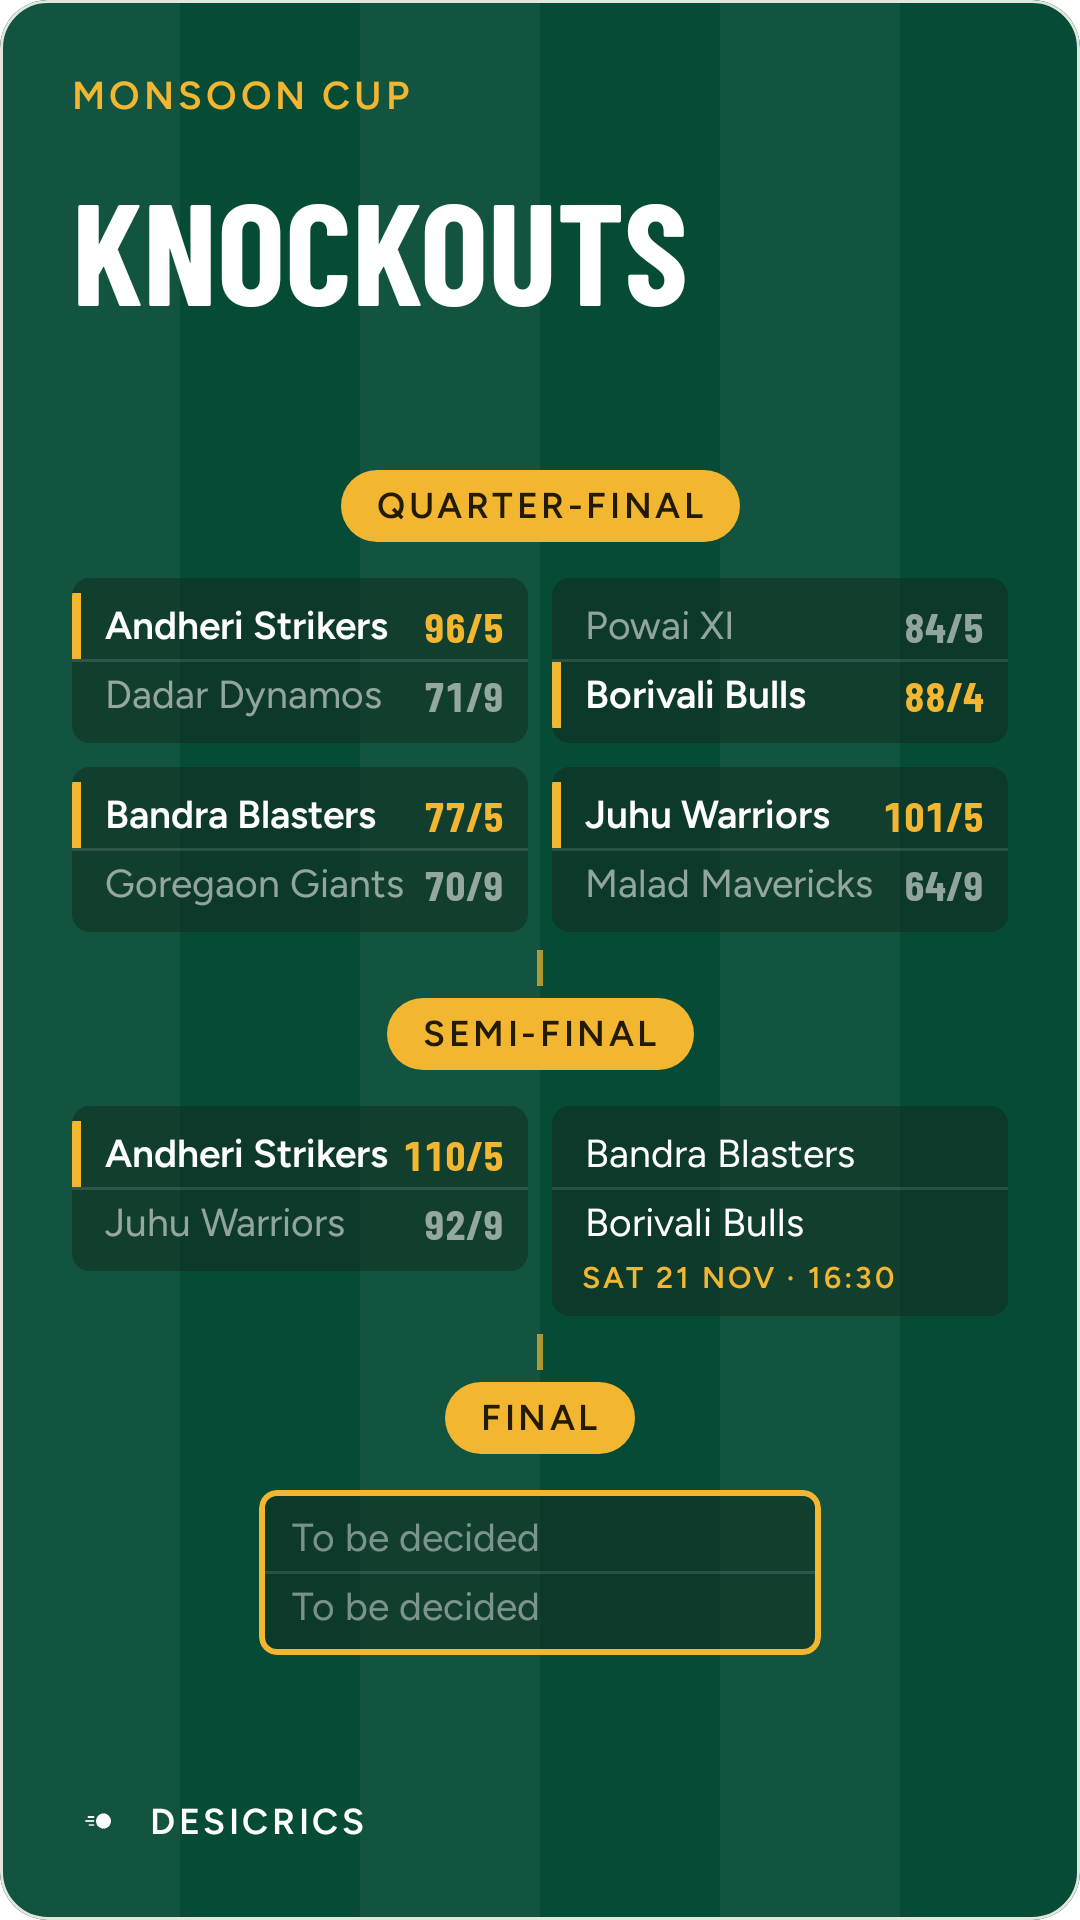 MONSOON CUP
KNOCKOUTS
QUARTER-FINAL
Andheri Strikers 96/5
Dadar Dynamos 71/9
Powai XI 84/5
Borivali Bulls 88/4
Bandra Blasters 77/5
Goregaon Giants 70/9
Juhu Warriors 101/5
Malad Mavericks 64/9
SEMI-FINAL
Andheri Strikers 110/5
Juhu Warriors 92/9
Bandra Blasters
Borivali Bulls
SAT 21 NOV · 16:30
FINAL
To be decided
To be decided
DESICRICS